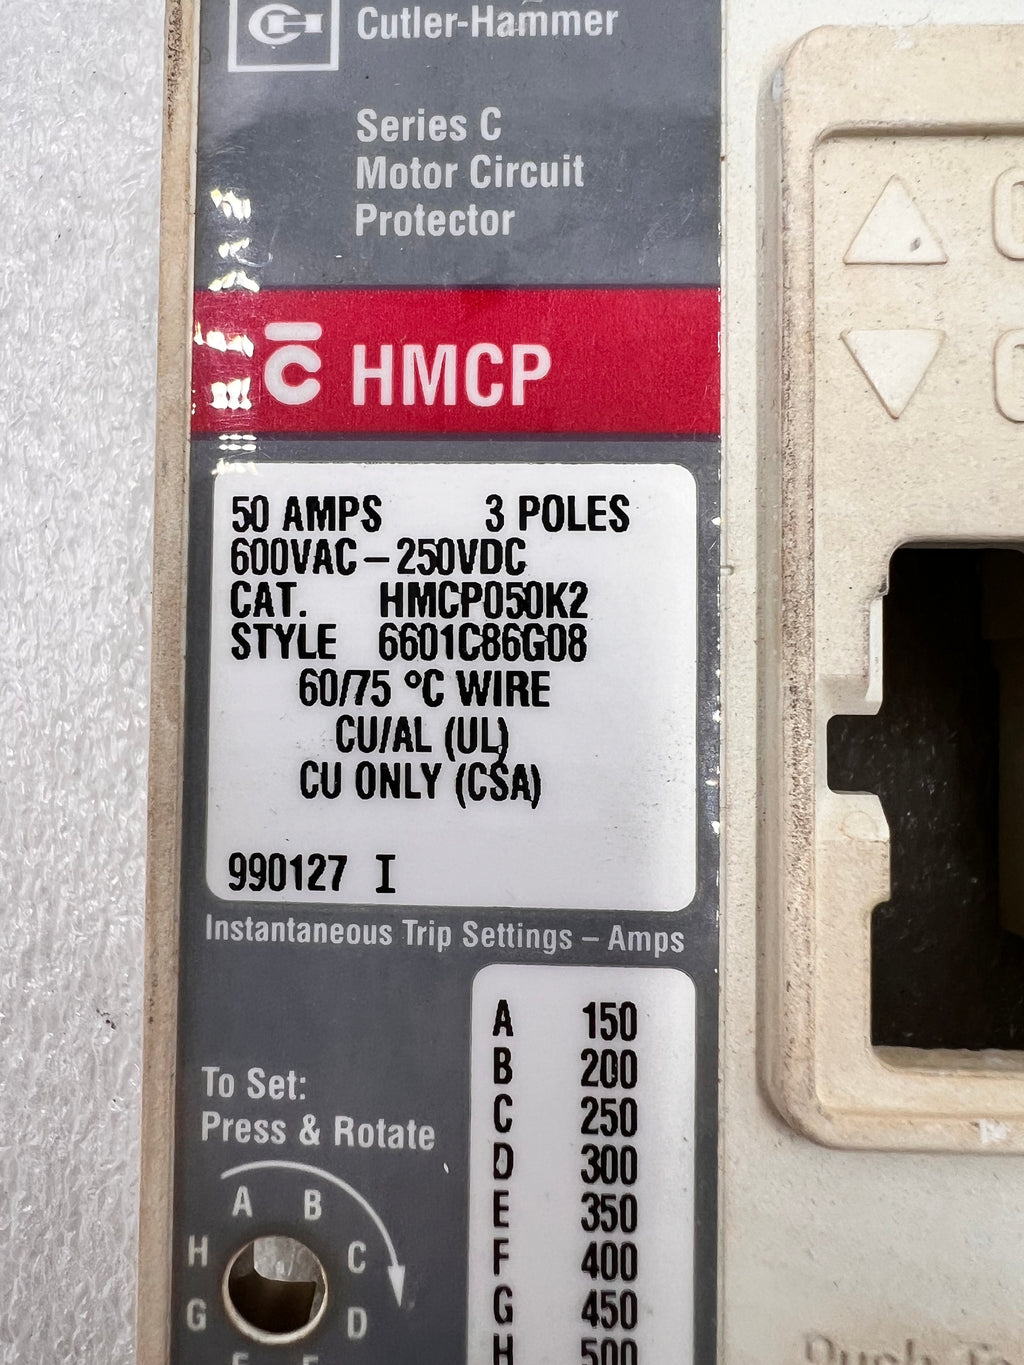 Cutler-Hammer
Series C
Motor Circuit
Protector
HMCP
50 AMPS 3 POLES
600VAC – 250VDC
CAT. HMCP050K2
STYLE 6601C86G08
60/75 °C WIRE
CU/AL (UL)
CU ONLY (CSA)
990127 I
Instantaneous Trip Settings – Amps
A 150
B 200
C 250
D 300
E 350
F 400
G 450
H 500
To Set:
Press & Rotate
A B
H C
G D
F E